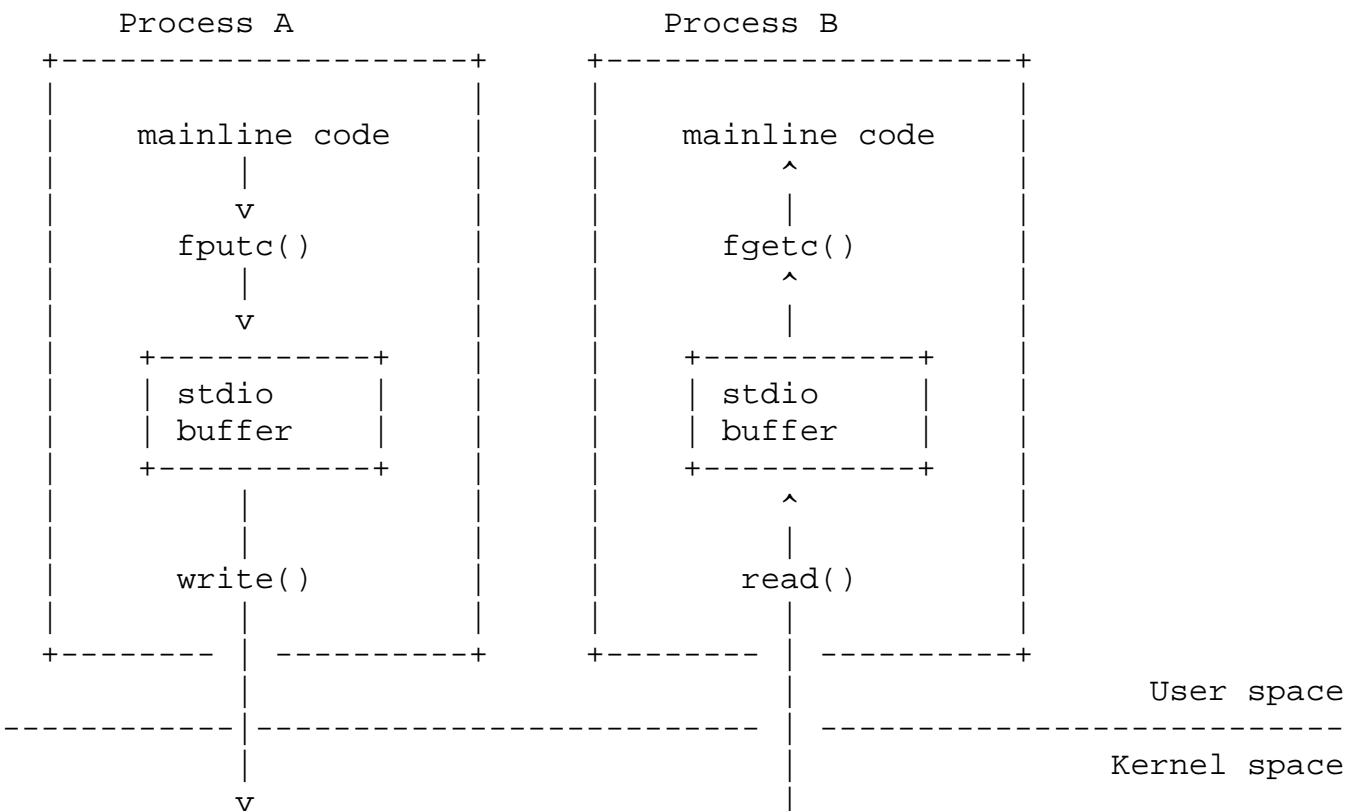 Process A Process B
mainline code mainline code
fputc() fgetc()
stdio stdio
buffer buffer
write() read()
User space
Kernel space